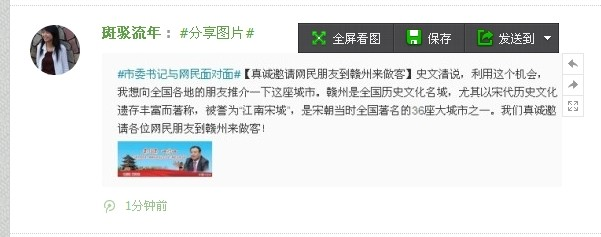 斑驳流年： #分享图片#
全屏看图 保存 发送到
#市委书记与网民面对面#【真诚邀请网民朋友到赣州来做客】史文清说，利用这个机会，
我想向全国各地的朋友推介一下这座城市。赣州是全国历史文化名城，尤其以宋代历史文化
遗存丰富而著称，被誉为“江南宋城”，是宋朝当时全国著名的36座大城市之一。我们真诚邀
请各位网民朋友到赣州来做客！
1分钟前